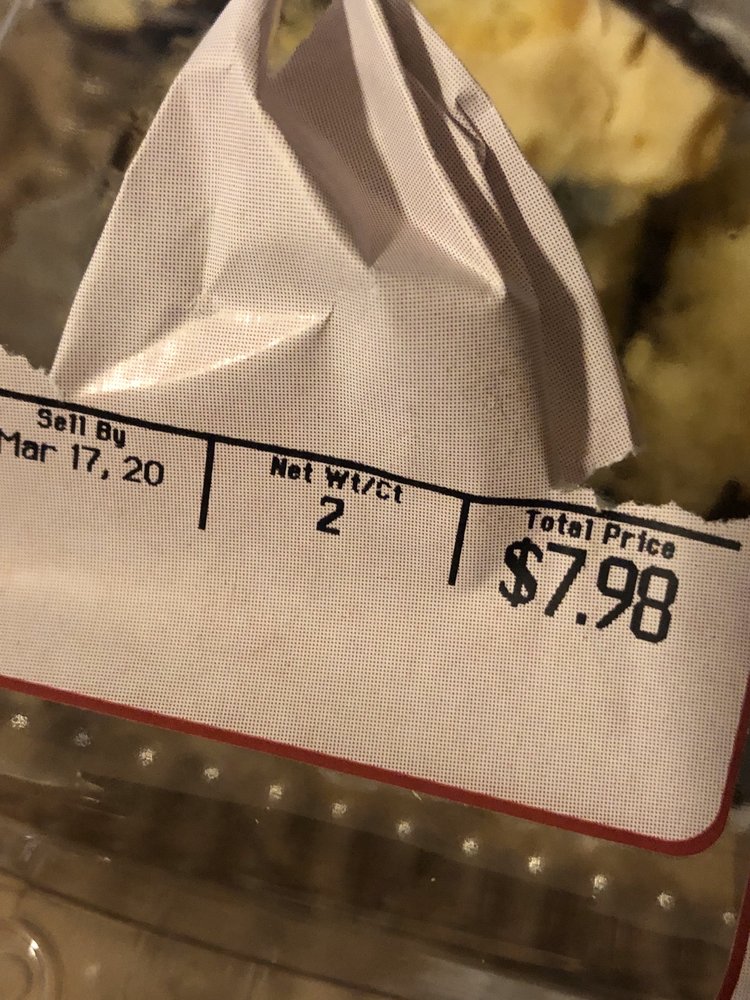 Sell By
Mar 17, 20
Net Wt/Ct
2
Total Price
$7.98